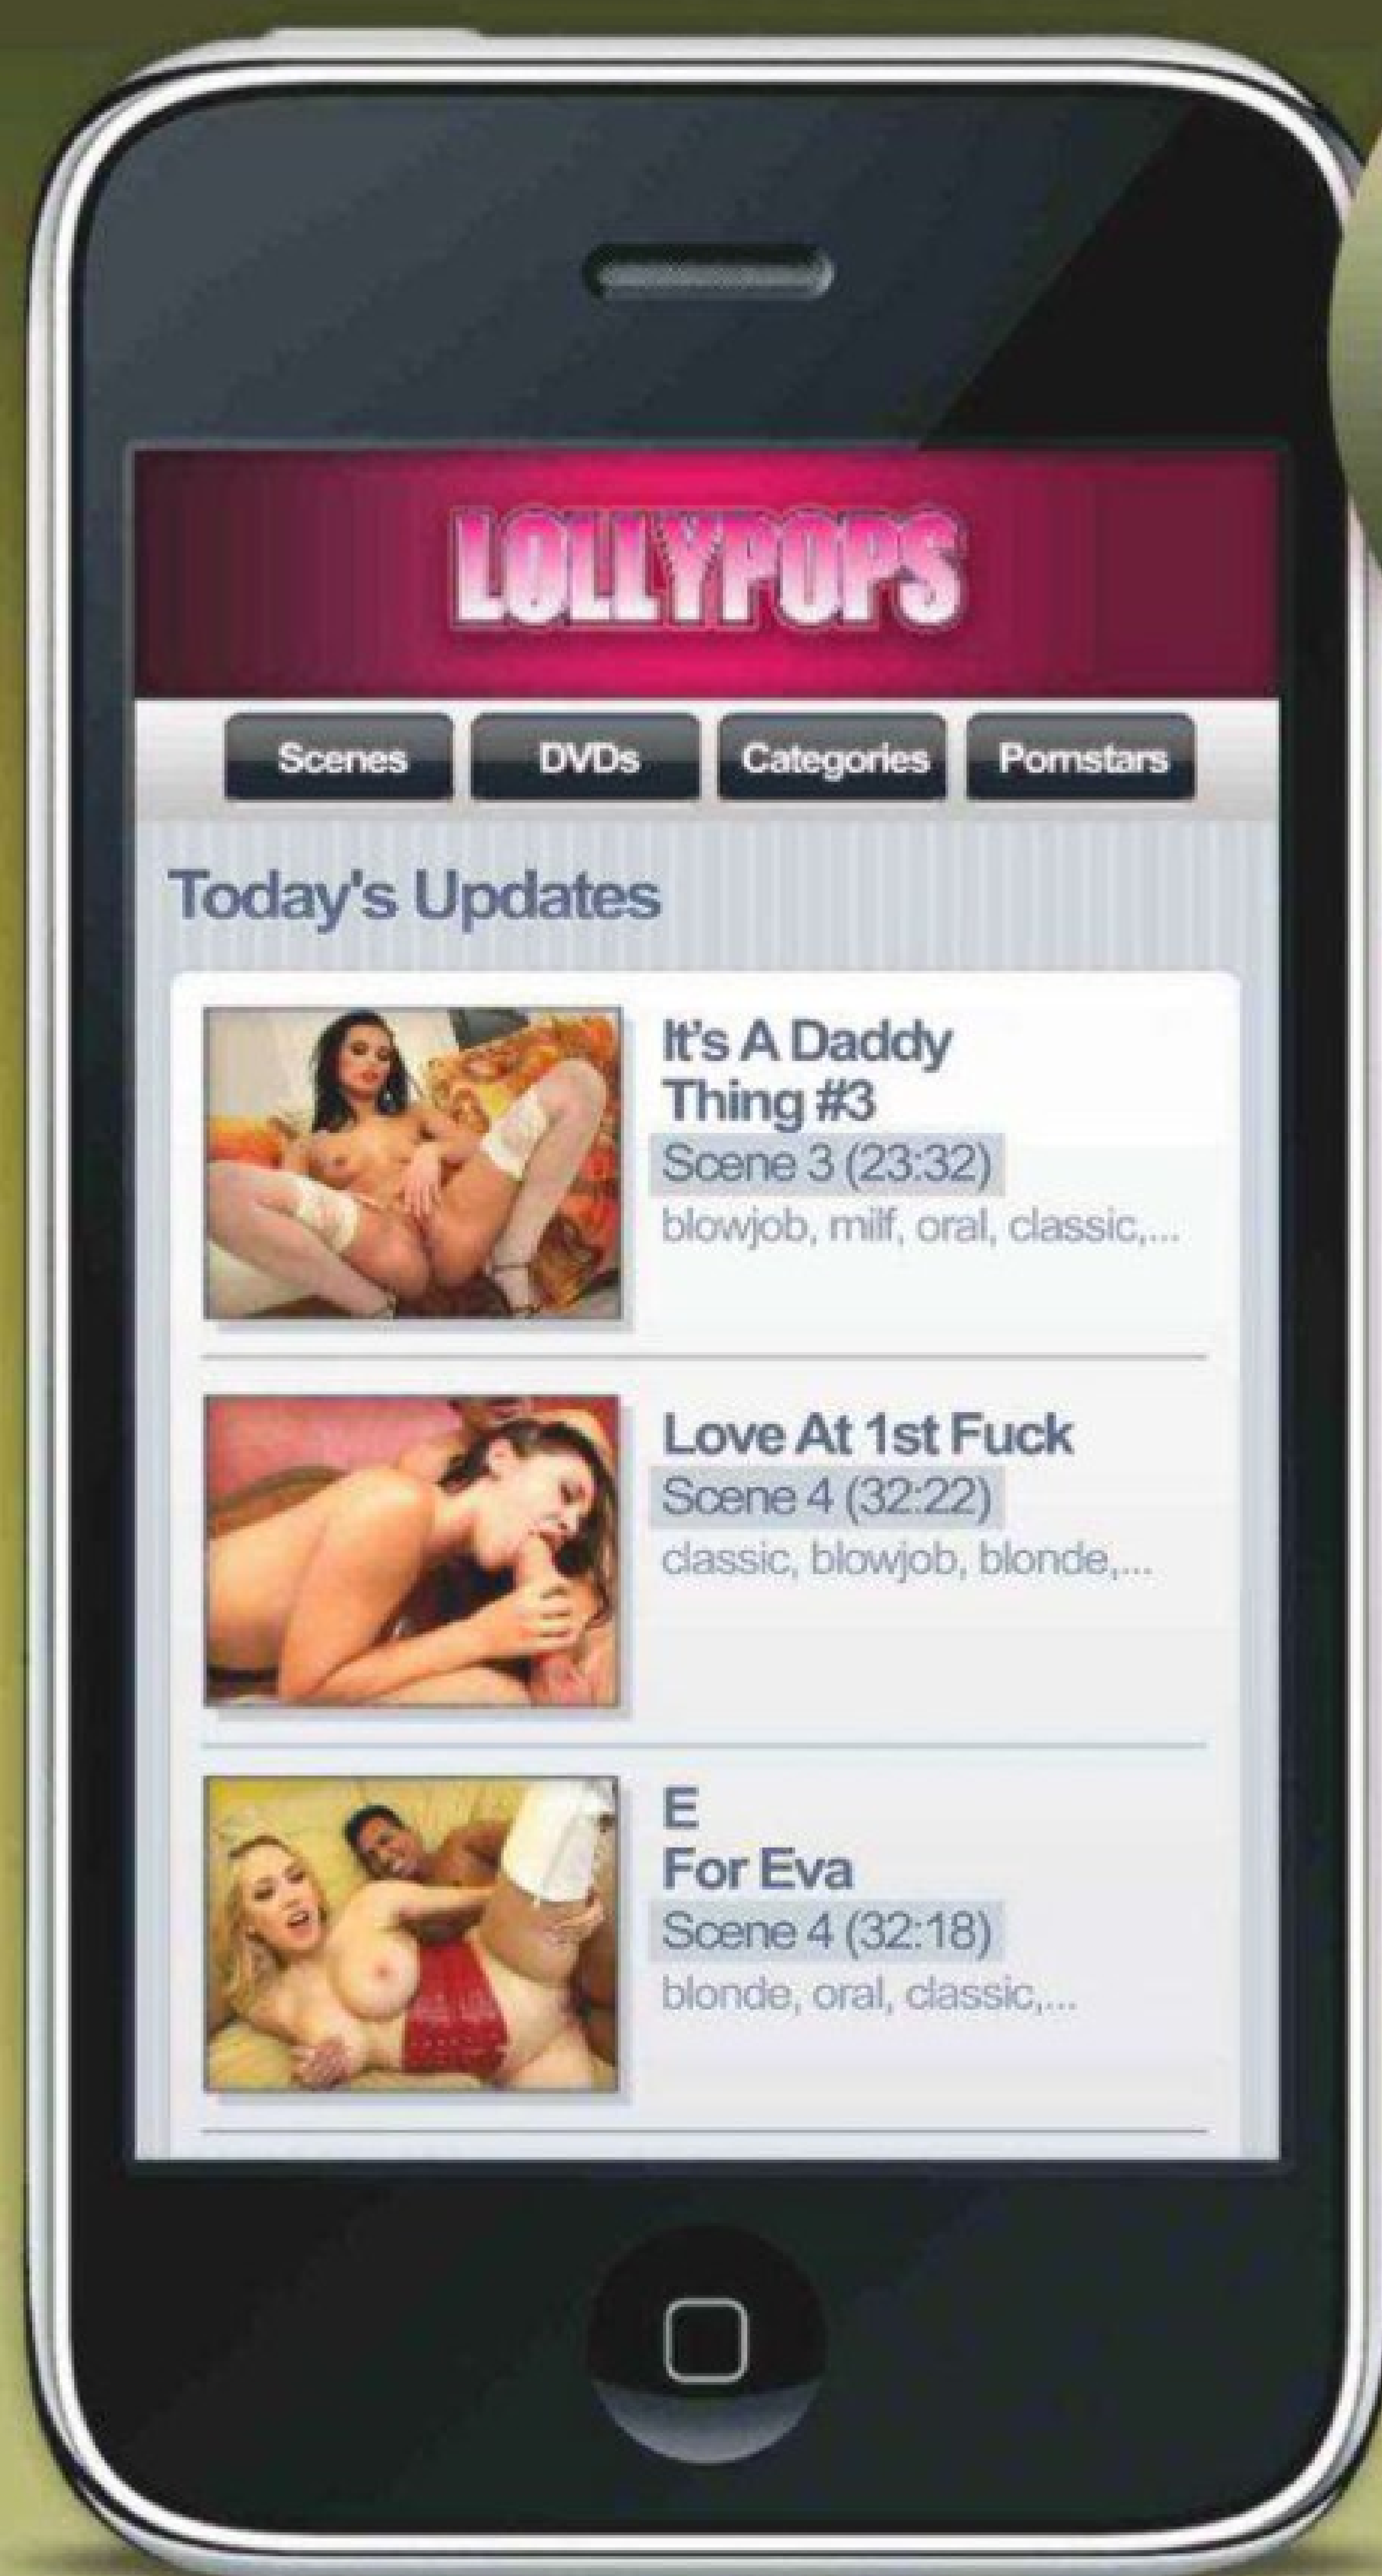 LOLLYPOPS
Scenes
DVDs
Categories
Pornstars
Today's Updates
It's A Daddy
Thing #3
Scene 3 (23:32)
blowjob, milf, oral, classic,...
Love At 1st Fuck
Scene 4 (32:22)
classic, blowjob, blonde,...
E
For Eva
Scene 4 (32:18)
blonde, oral, classic,...